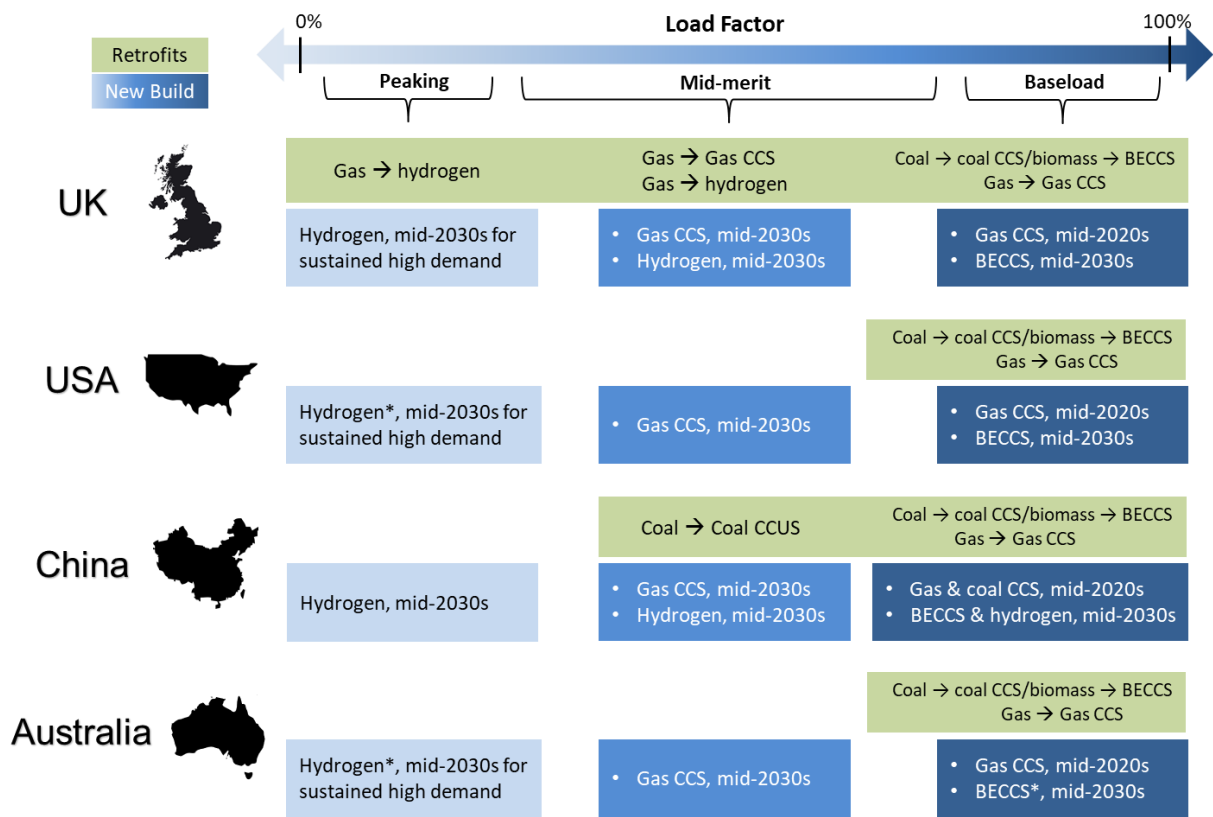 0%
Load Factor
100%
Retrofits
New Build
Peaking
Mid-merit
Baseload
UK
Gas → hydrogen
Gas → Gas CCS
Gas → hydrogen
Coal → coal CCS/biomass → BECCS
Gas → Gas CCS
Hydrogen, mid-2030s for
sustained high demand
• Gas CCS, mid-2030s
• Hydrogen, mid-2030s
• Gas CCS, mid-2020s
• BECCS, mid-2030s
USA
Coal → coal CCS/biomass → BECCS
Gas → Gas CCS
Hydrogen*, mid-2030s for
sustained high demand
• Gas CCS, mid-2030s
• Gas CCS, mid-2020s
• BECCS, mid-2030s
China
Coal → Coal CCUS
Coal → coal CCS/biomass → BECCS
Gas → Gas CCS
Hydrogen, mid-2030s
• Gas CCS, mid-2030s
• Hydrogen, mid-2030s
• Gas & coal CCS, mid-2020s
• BECCS & hydrogen, mid-2030s
Australia
Coal → coal CCS/biomass → BECCS
Gas → Gas CCS
Hydrogen*, mid-2030s for
sustained high demand
• Gas CCS, mid-2030s
• Gas CCS, mid-2020s
• BECCS*, mid-2030s